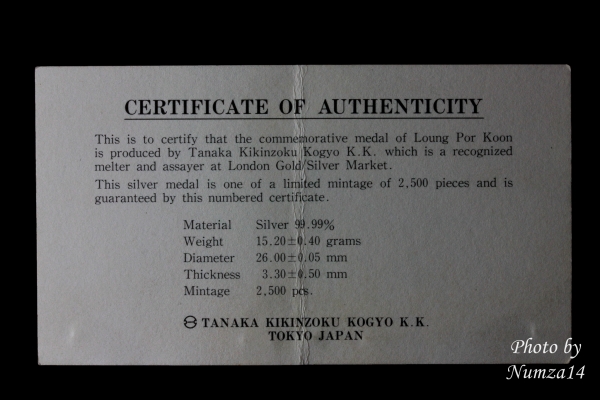 CERTIFICATE OF AUTHENTICITY
This is to certify that the commemorative medal of Loung Por Koon
is produced by Tanaka Kikinzoku Kogyo K.K. which is a recognized
melter and assayer at London Gold/Silver Market.
This silver medal is one of a limited mintage of 2,500 pieces and is
guaranteed by this numbered certificate.
Material Silver 99.99%
Weight 15.20±0.40 grams
Diameter 26.00±0.05 mm
Thickness 3.30±0.50 mm
Mintage 2,500 pcs.
TANAKA KIKINZOKU KOGYO K.K.
TOKYO JAPAN
Photo by
Numza14